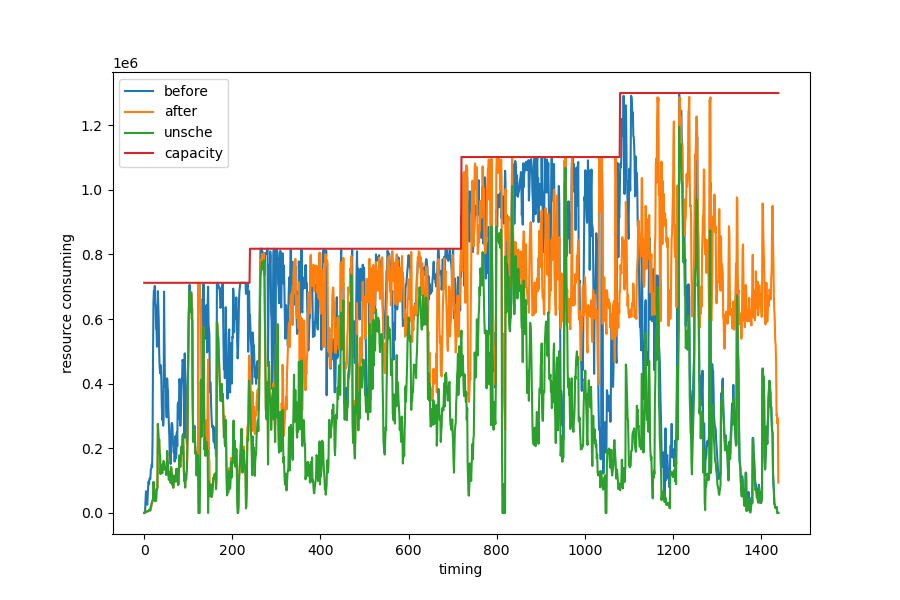 1e6
before
after
unsche
capacity
1.2
1.0
0.8
0.6
0.4
0.2
0.0
resource consuming
0 200 400 600 800 1000 1200 1400
timing